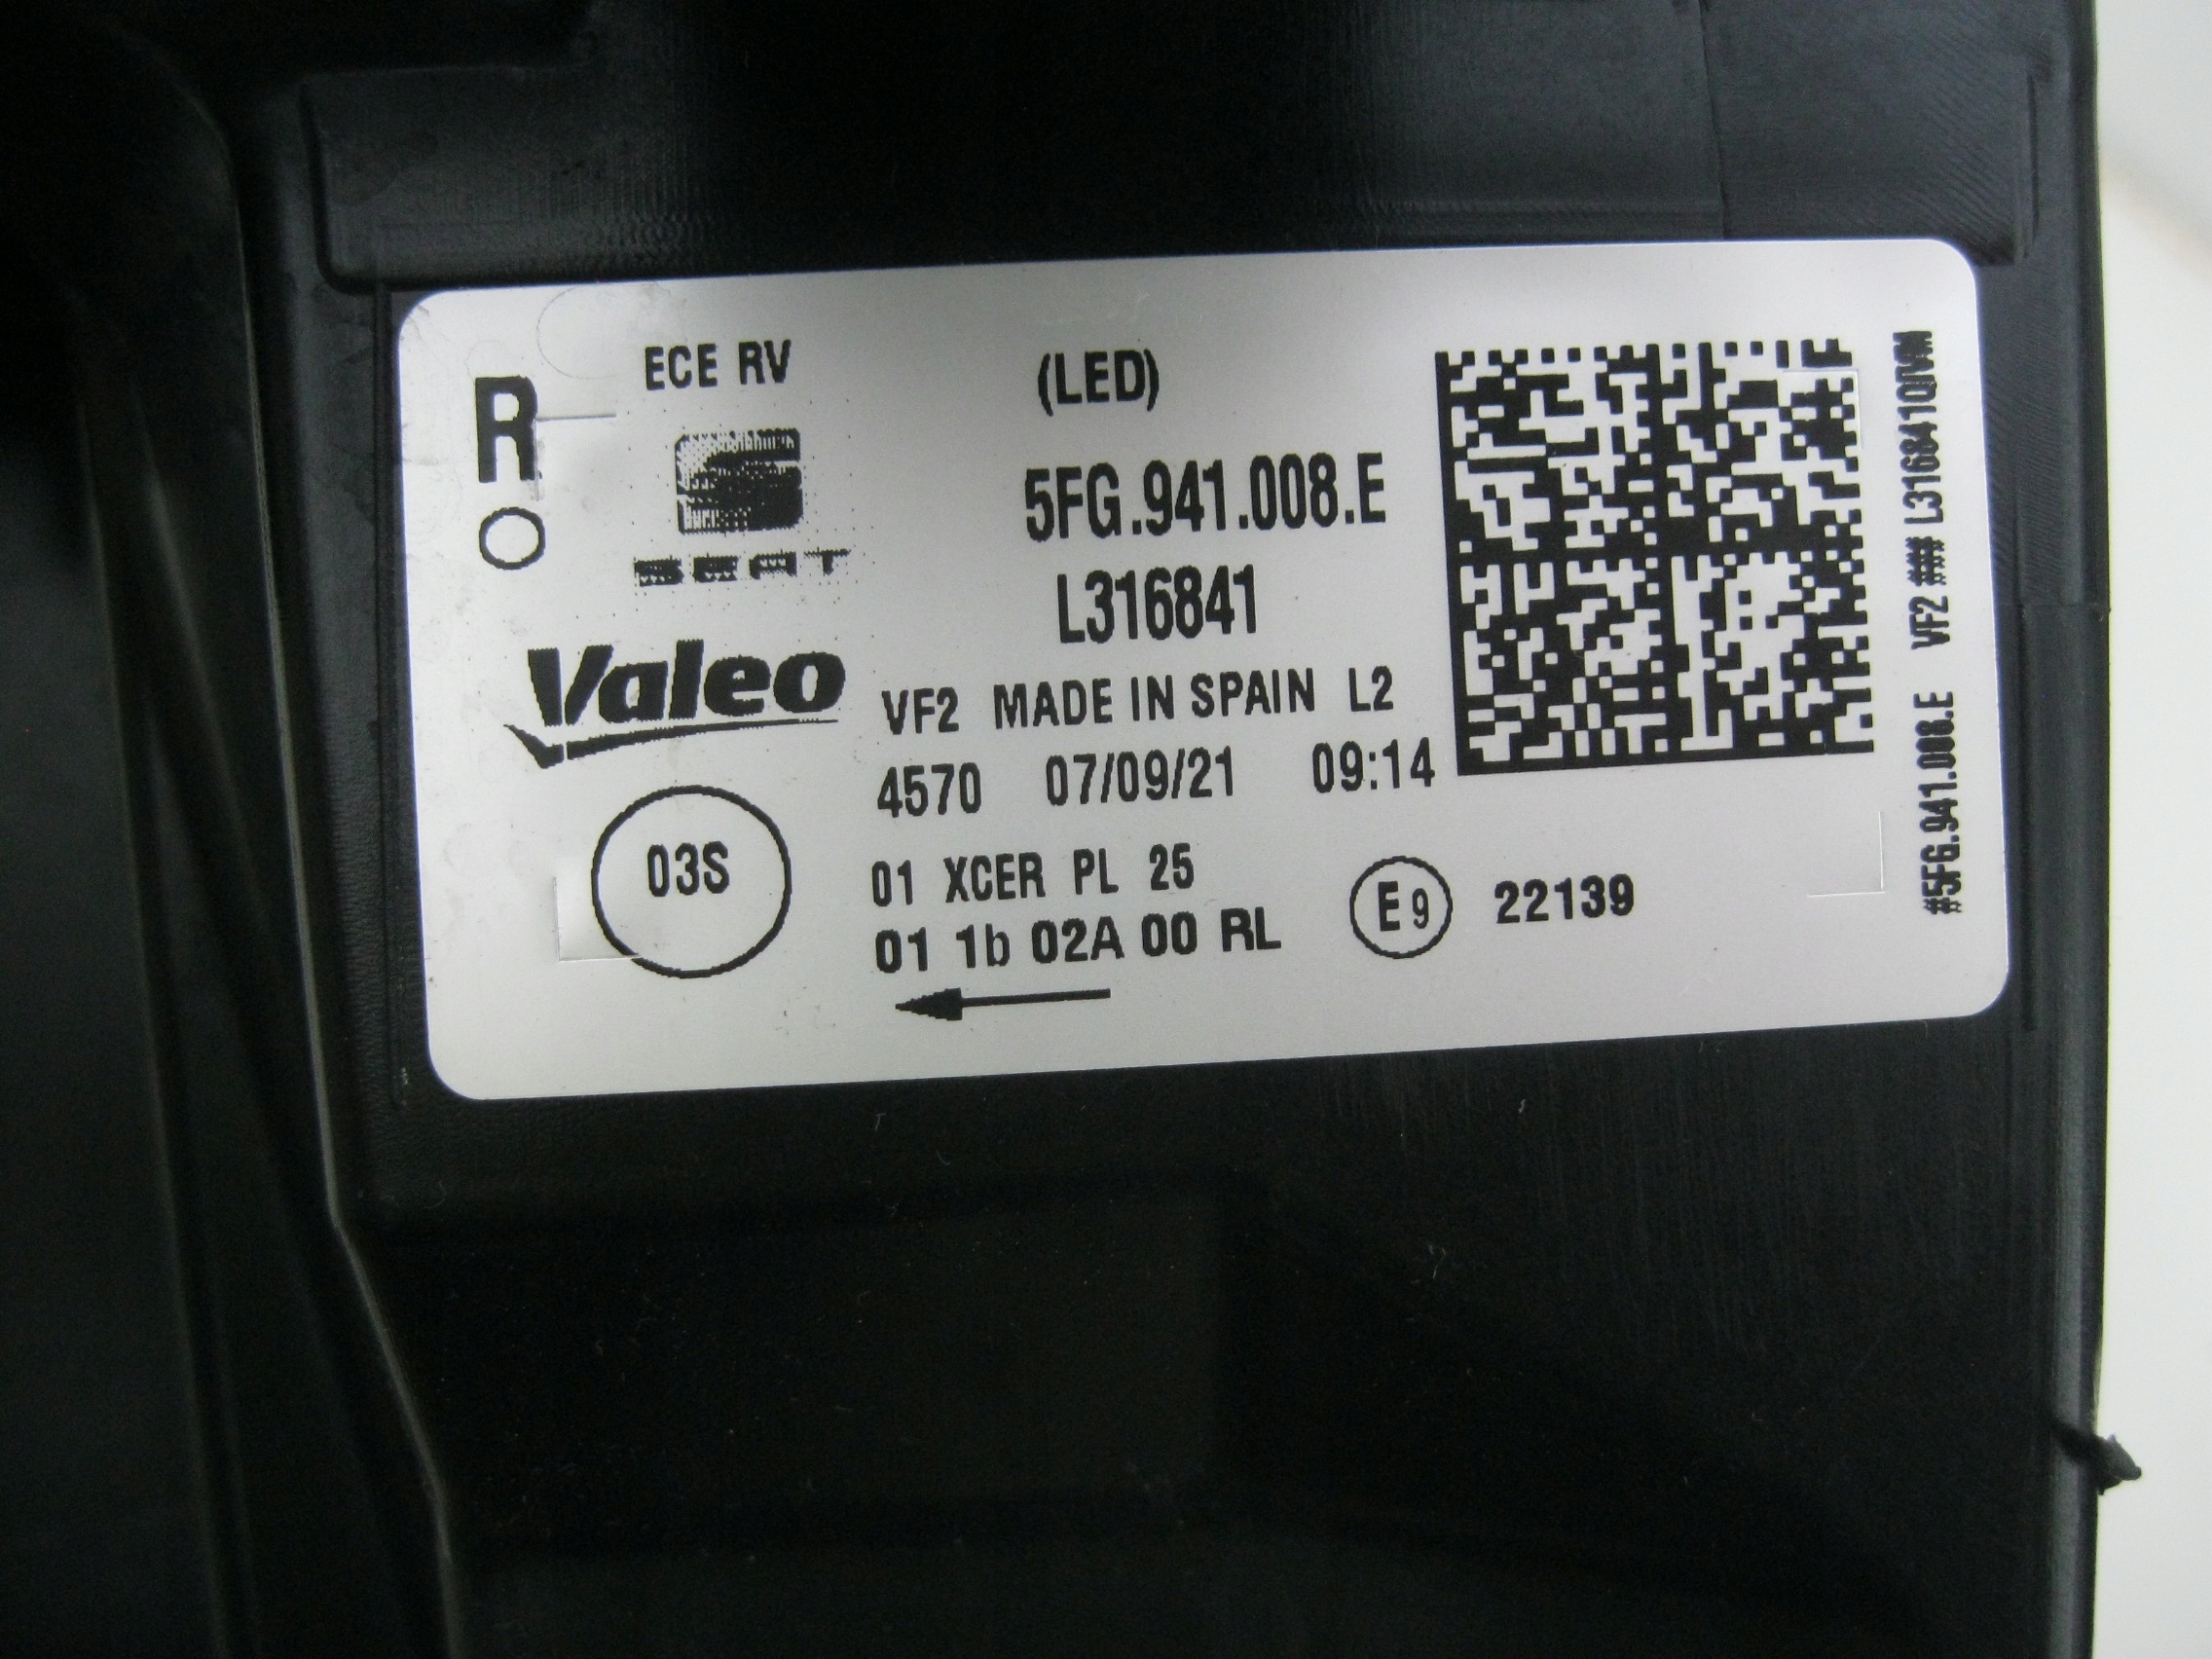 R
ECE RV
(LED)
SEAT
5FG.941.008.E
L316841
Valeo
VF2 MADE IN SPAIN L2
4570 07/09/21 09:14
03S
01 XCER PL 25
01 1b 02A 00 RL
E9 22139
#5FG.941.008.E VF2 ###